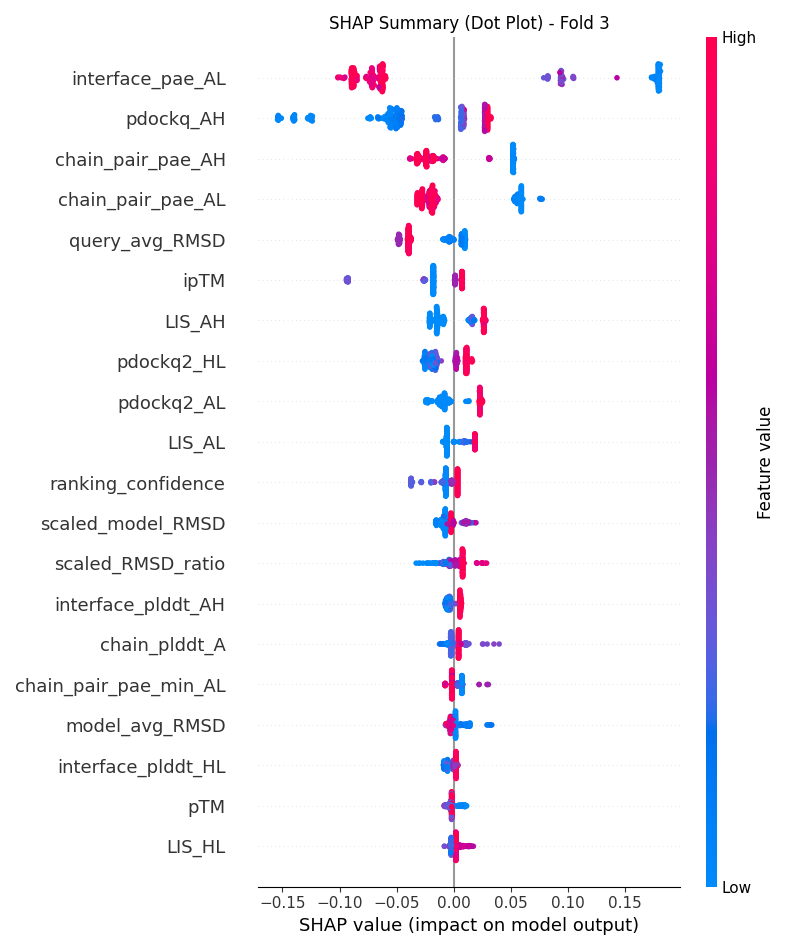 SHAP Summary (Dot Plot) - Fold 3
High
interface_pae_AL
pdockq_AH
chain_pair_pae_AH
chain_pair_pae_AL
query_avg_RMSD
ipTM
LIS_AH
pdockq2_HL
pdockq2_AL
LIS_AL
ranking_confidence
scaled_model_RMSD
scaled_RMSD_ratio
interface_plddt_AH
chain_plddt_A
chain_pair_pae_min_AL
model_avg_RMSD
interface_plddt_HL
pTM
LIS_HL
Feature value
Low
−0.15 −0.10 −0.05 0.00 0.05 0.10 0.15
SHAP value (impact on model output)